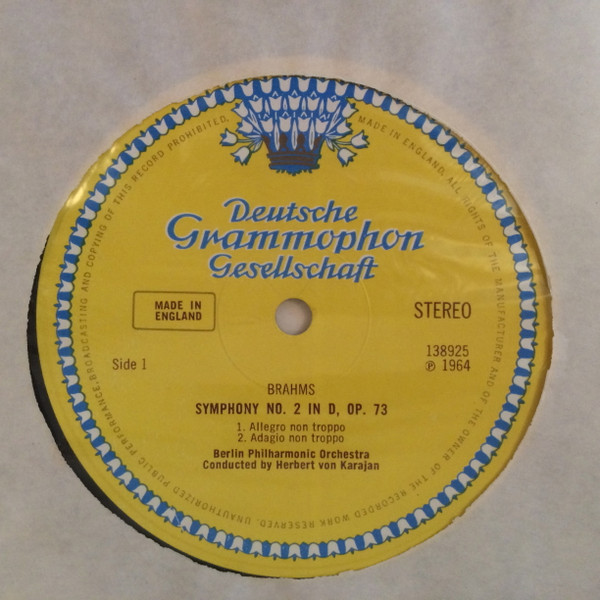 MADE IN ENGLAND. ALL RIGHTS OF THE MANUFACTURER AND OF THE OWNER OF THE RECORDED WORK RESERVED. UNAUTHORIZED PUBLIC PERFORMANCE, BROADCASTING AND COPYING OF THIS RECORD PROHIBITED.
Deutsche
Grammophon
Gesellschaft
MADE IN
ENGLAND
STEREO
Side 1
138925
℗ 1964
BRAHMS
SYMPHONY NO. 2 IN D, OP. 73
1. Allegro non troppo
2. Adagio non troppo
Berlin Philharmonic Orchestra
Conducted by Herbert von Karajan